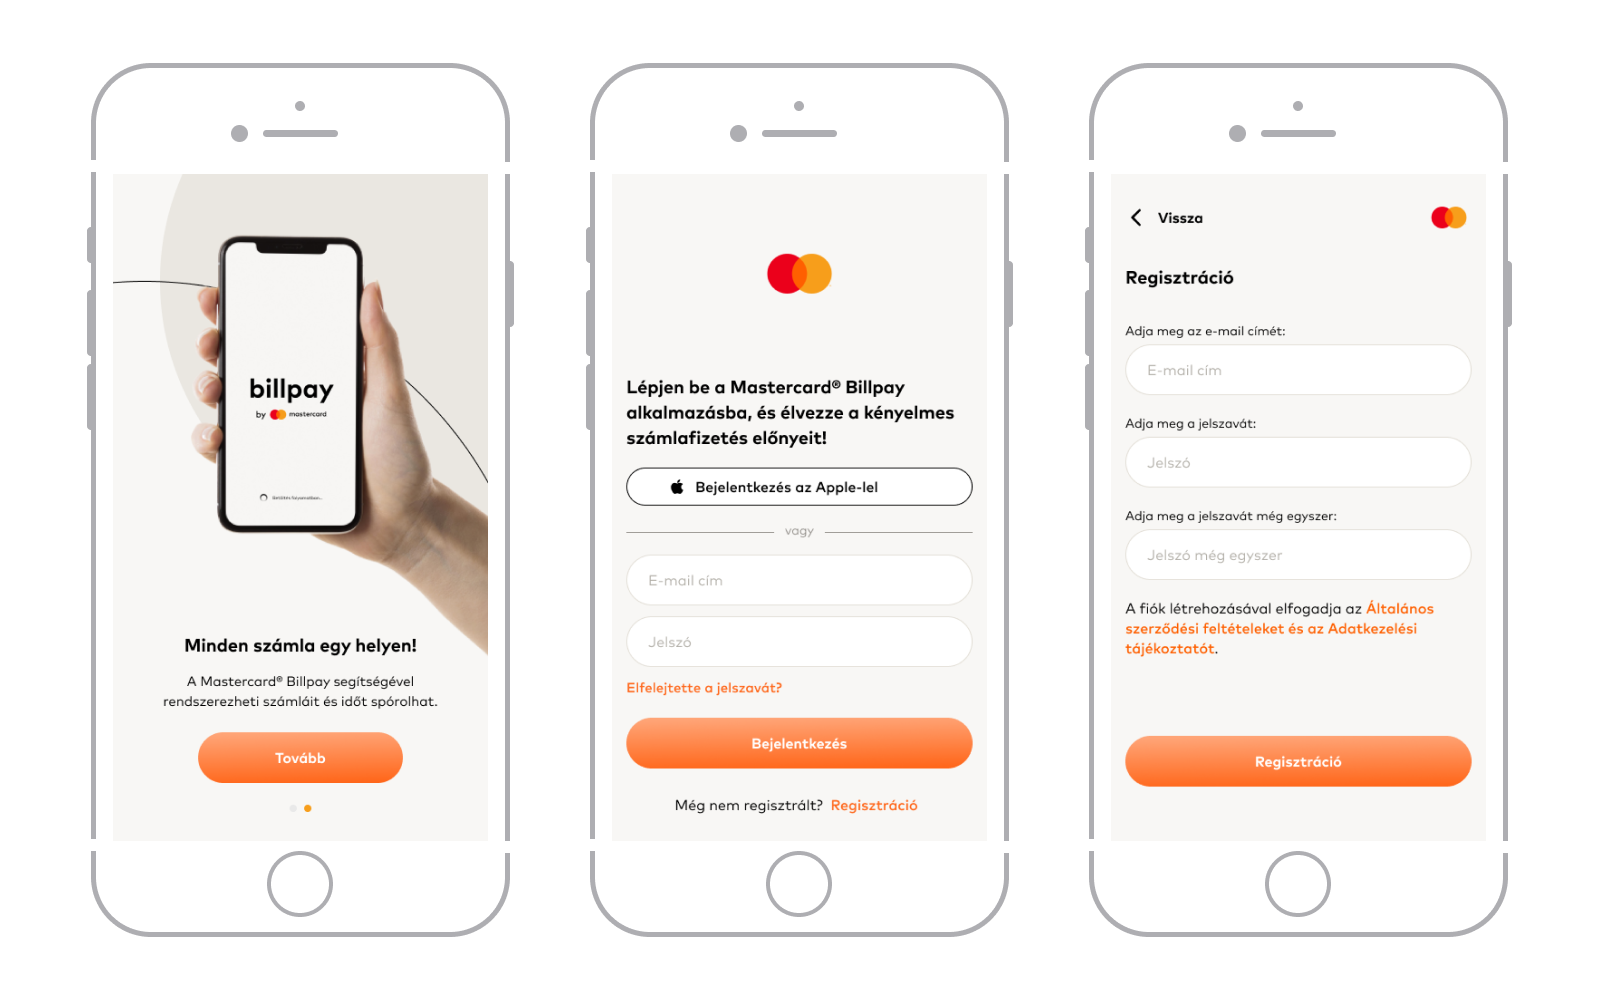 billpay
by mastercard
Minden számla egy helyen!
A Mastercard® Billpay segítségével
rendszerezheti számláit és időt spórolhat.
Tovább
Lépjen be a Mastercard® Billpay
alkalmazásba, és élvezze a kényelmes
számlafizetés előnyeit!
Bejelentkezés az Apple-lel
vagy
E-mail cím
Jelszó
Elfelejtette a jelszavát?
Bejelentkezés
Még nem regisztrált? Regisztráció
Vissza
Regisztráció
Adja meg az e-mail címét:
E-mail cím
Adja meg a jelszavát:
Jelszó
Adja meg a jelszavát még egyszer:
Jelszó még egyszer
A fiók létrehozásával elfogadja az Általános
szerződési feltételeket és az Adatkezelési
tájékoztatót.
Regisztráció